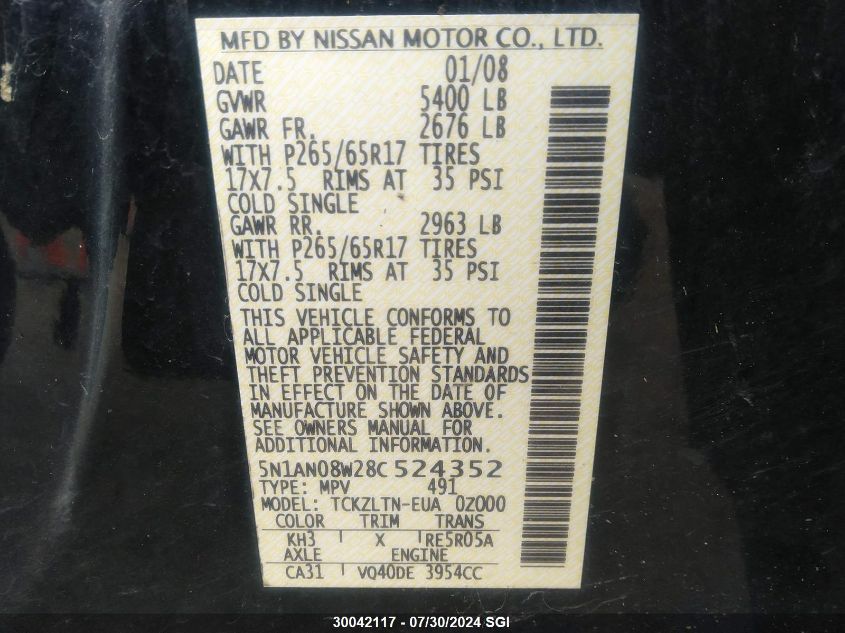 MFD BY NISSAN MOTOR CO., LTD.
DATE 01/08
GVWR 5400 LB
GAWR FR. 2676 LB
WITH P265/65R17 TIRES
17X7.5 RIMS AT 35 PSI
COLD SINGLE
GAWR RR. 2963 LB
WITH P265/65R17 TIRES
17X7.5 RIMS AT 35 PSI
COLD SINGLE
THIS VEHICLE CONFORMS TO
ALL APPLICABLE FEDERAL
MOTOR VEHICLE SAFETY AND
THEFT PREVENTION STANDARDS
IN EFFECT ON THE DATE OF
MANUFACTURE SHOWN ABOVE.
SEE OWNERS MANUAL FOR
ADDITIONAL INFORMATION.
5N1AN08W28C524352
TYPE: MPV 491
MODEL: TCKZLTN-EUA 0Z000
COLOR TRIM TRANS
KH3 X RE5R05A
AXLE ENGINE
CA31 VQ40DE 3954CC
30042117 - 07/30/2024 SGI